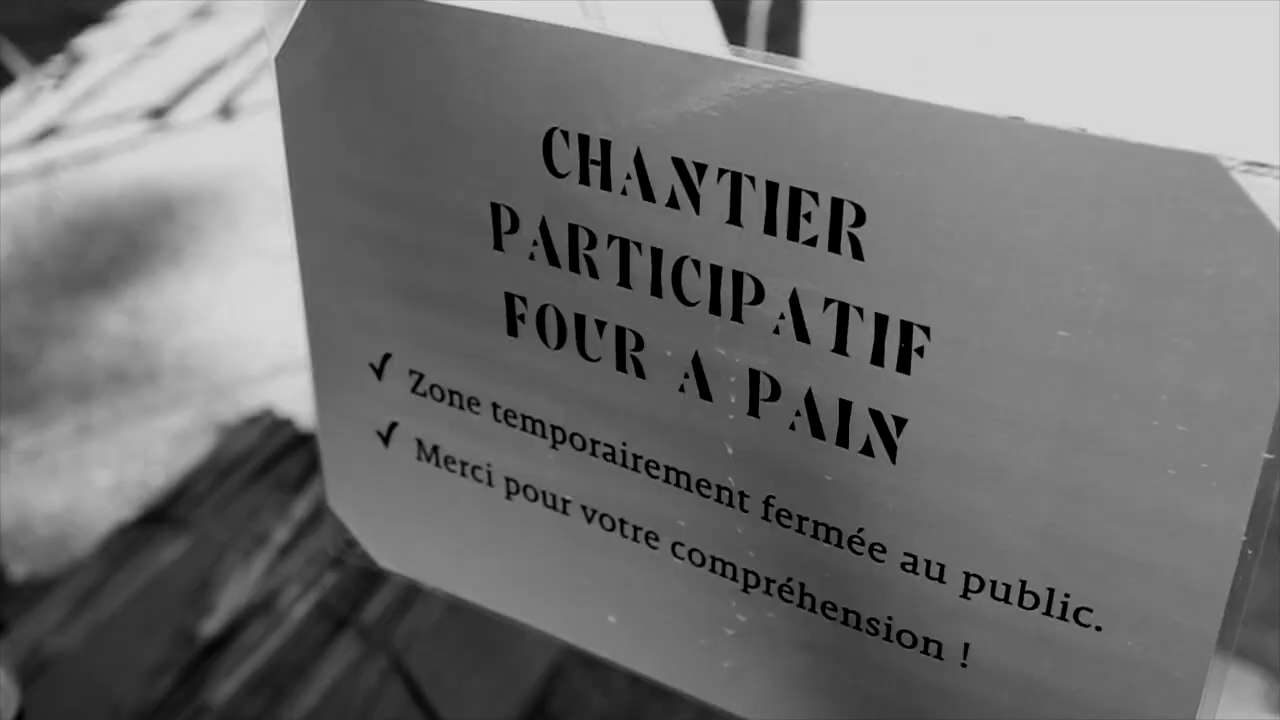 CHANTIER
PARTICIPATIF
FOUR A PAIN
✓ Zone temporairement fermée au public.
✓ Merci pour votre compréhension !